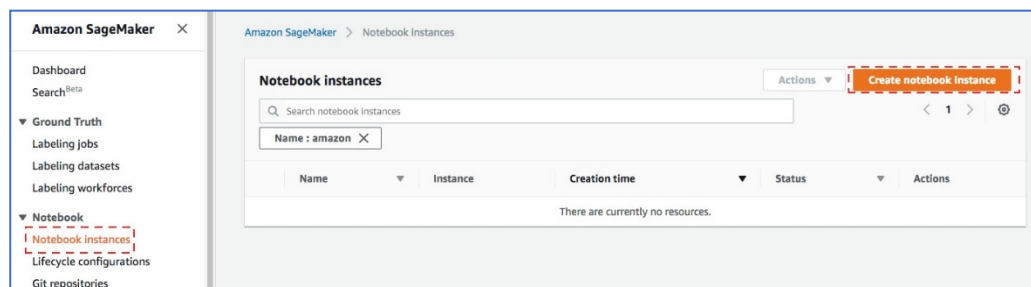 Amazon SageMaker ×
Dashboard
Search Beta
▼ Ground Truth
Labeling jobs
Labeling datasets
Labeling workforces
▼ Notebook
Notebook instances
Lifecycle configurations
Git repositories
Amazon SageMaker > Notebook instances
Notebook instances
Actions ▼ Create notebook instance
Search notebook instances
< 1 >
Name : amazon ×
Name ▼ Instance Creation time ▼ Status ▼ Actions
There are currently no resources.